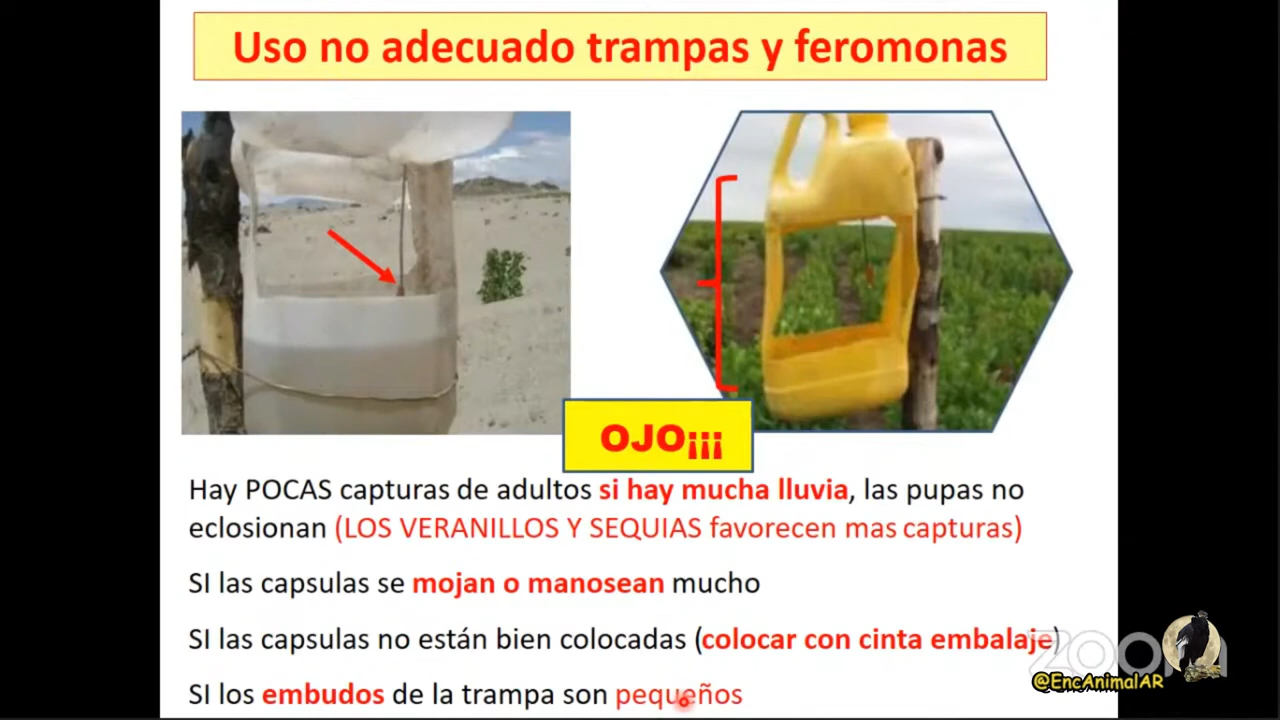 Uso no adecuado trampas y feromonas
OJO¡¡¡
Hay POCAS capturas de adultos si hay mucha lluvia, las pupas no
eclosionan (LOS VERANILLOS Y SEQUIAS favorecen mas capturas)
SI las capsulas se mojan o manosean mucho
SI las capsulas no están bien colocadas (colocar con cinta embalaje)
SI los embudos de la trampa son pequeños
zoom
@EncAnimalAR